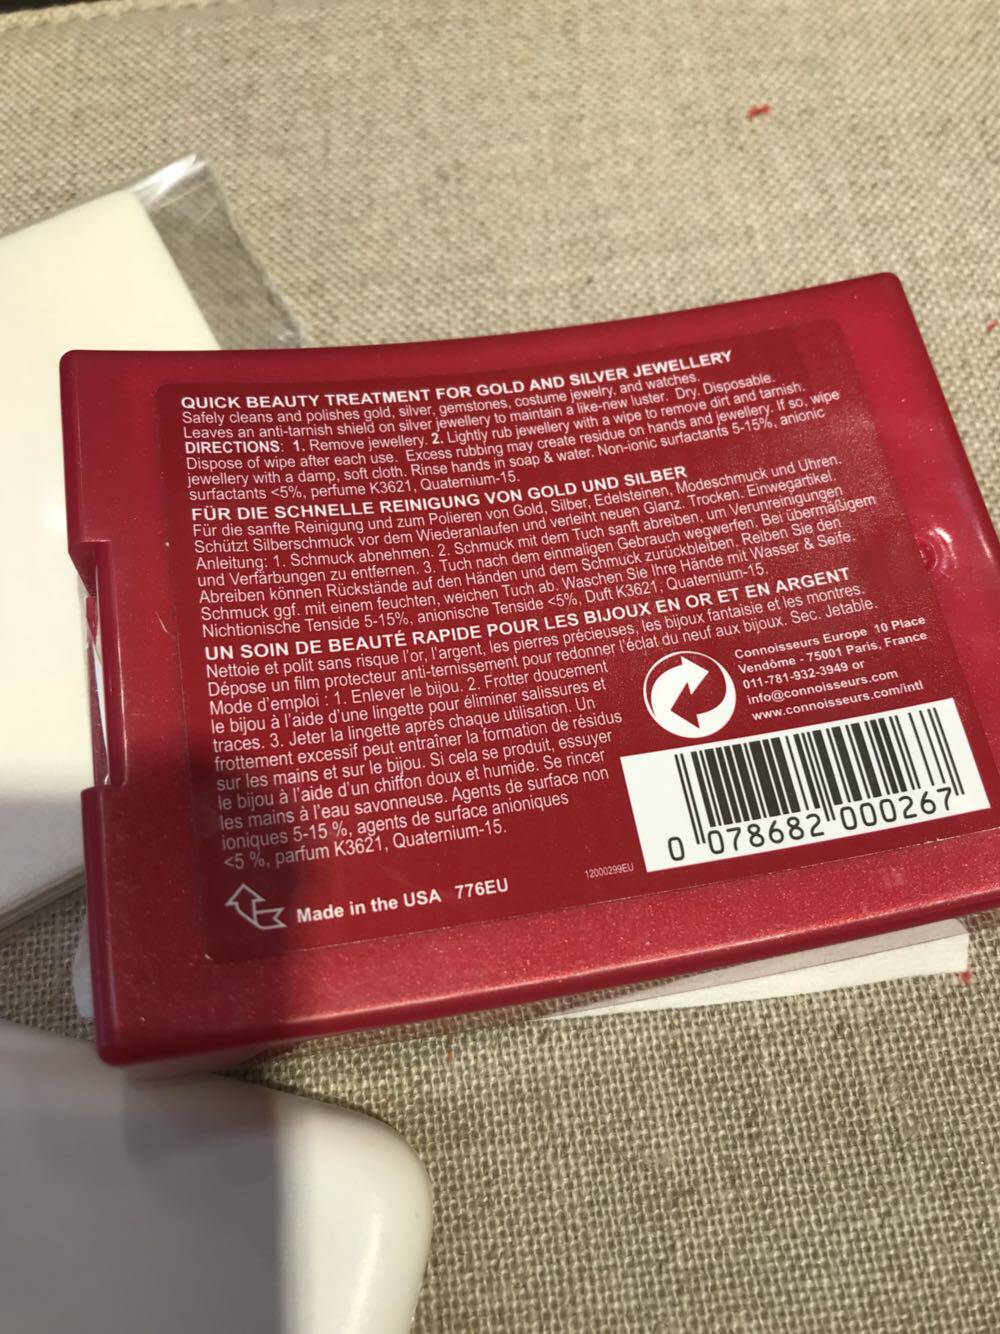 QUICK BEAUTY TREATMENT FOR GOLD AND SILVER JEWELLERY
Safely cleans and polishes gold, silver, gemstones, costume jewelry, and watches.
Leaves an anti-tarnish shield on silver jewellery to maintain a like-new luster. Dry. Disposable.
DIRECTIONS: 1. Remove jewellery. 2. Lightly rub jewellery with a wipe to remove dirt and tarnish.
Dispose of wipe after each use. Excess rubbing may create residue on hands and jewellery. If so, wipe
jewellery with a damp, soft cloth. Rinse hands in soap & water. Non-ionic surfactants 5-15%, anionic
surfactants <5%, perfume K3621, Quaternium-15.
FÜR DIE SCHNELLE REINIGUNG VON GOLD UND SILBER
Für die sanfte Reinigung und zum Polieren von Gold, Silber, Edelsteinen, Modeschmuck und Uhren.
Schützt Silberschmuck vor dem Wiederanlaufen und verleiht neuen Glanz. Trocken. Einwegartikel.
Anleitung: 1. Schmuck abnehmen. 2. Schmuck mit dem Tuch sanft abreiben, um Verunreinigungen
und Verfärbungen zu entfernen. 3. Tuch nach dem einmaligen Gebrauch wegwerfen. Bei übermäßigem
Abreiben können Rückstände auf den Händen und dem Schmuck zurückbleiben. Reiben Sie den
Schmuck ggf. mit einem feuchten, weichen Tuch ab. Waschen Sie Ihre Hände mit Wasser & Seife.
Nichtionische Tenside 5-15%, anionische Tenside <5%, Duft K3621, Quaternium-15.
UN SOIN DE BEAUTÉ RAPIDE POUR LES BIJOUX EN OR ET EN ARGENT
Nettoie et polit sans risque l'or, l'argent, les pierres précieuses, les bijoux fantaisie et les montres.
Dépose un film protecteur anti-ternissement pour redonner l'éclat du neuf aux bijoux. Sec. Jetable.
Mode d'emploi : 1. Enlever le bijou. 2. Frotter doucement
le bijou à l'aide d'une lingette pour éliminer salissures et
traces. 3. Jeter la lingette après chaque utilisation. Un
frottement excessif peut entraîner la formation de résidus
sur les mains et sur le bijou. Si cela se produit, essuyer
le bijou à l'aide d'un chiffon doux et humide. Se rincer
les mains à l'eau savonneuse. Agents de surface non
ioniques 5-15 %, agents de surface anioniques
<5 %, parfum K3621, Quaternium-15.
Connoisseurs Europe 10 Place
Vendôme - 75001 Paris, France
011-781-932-3949 or
Info@connoisseurs.com
www.connoisseurs.com/intl
0 078682 000267
12000299EU
Made in the USA 776EU